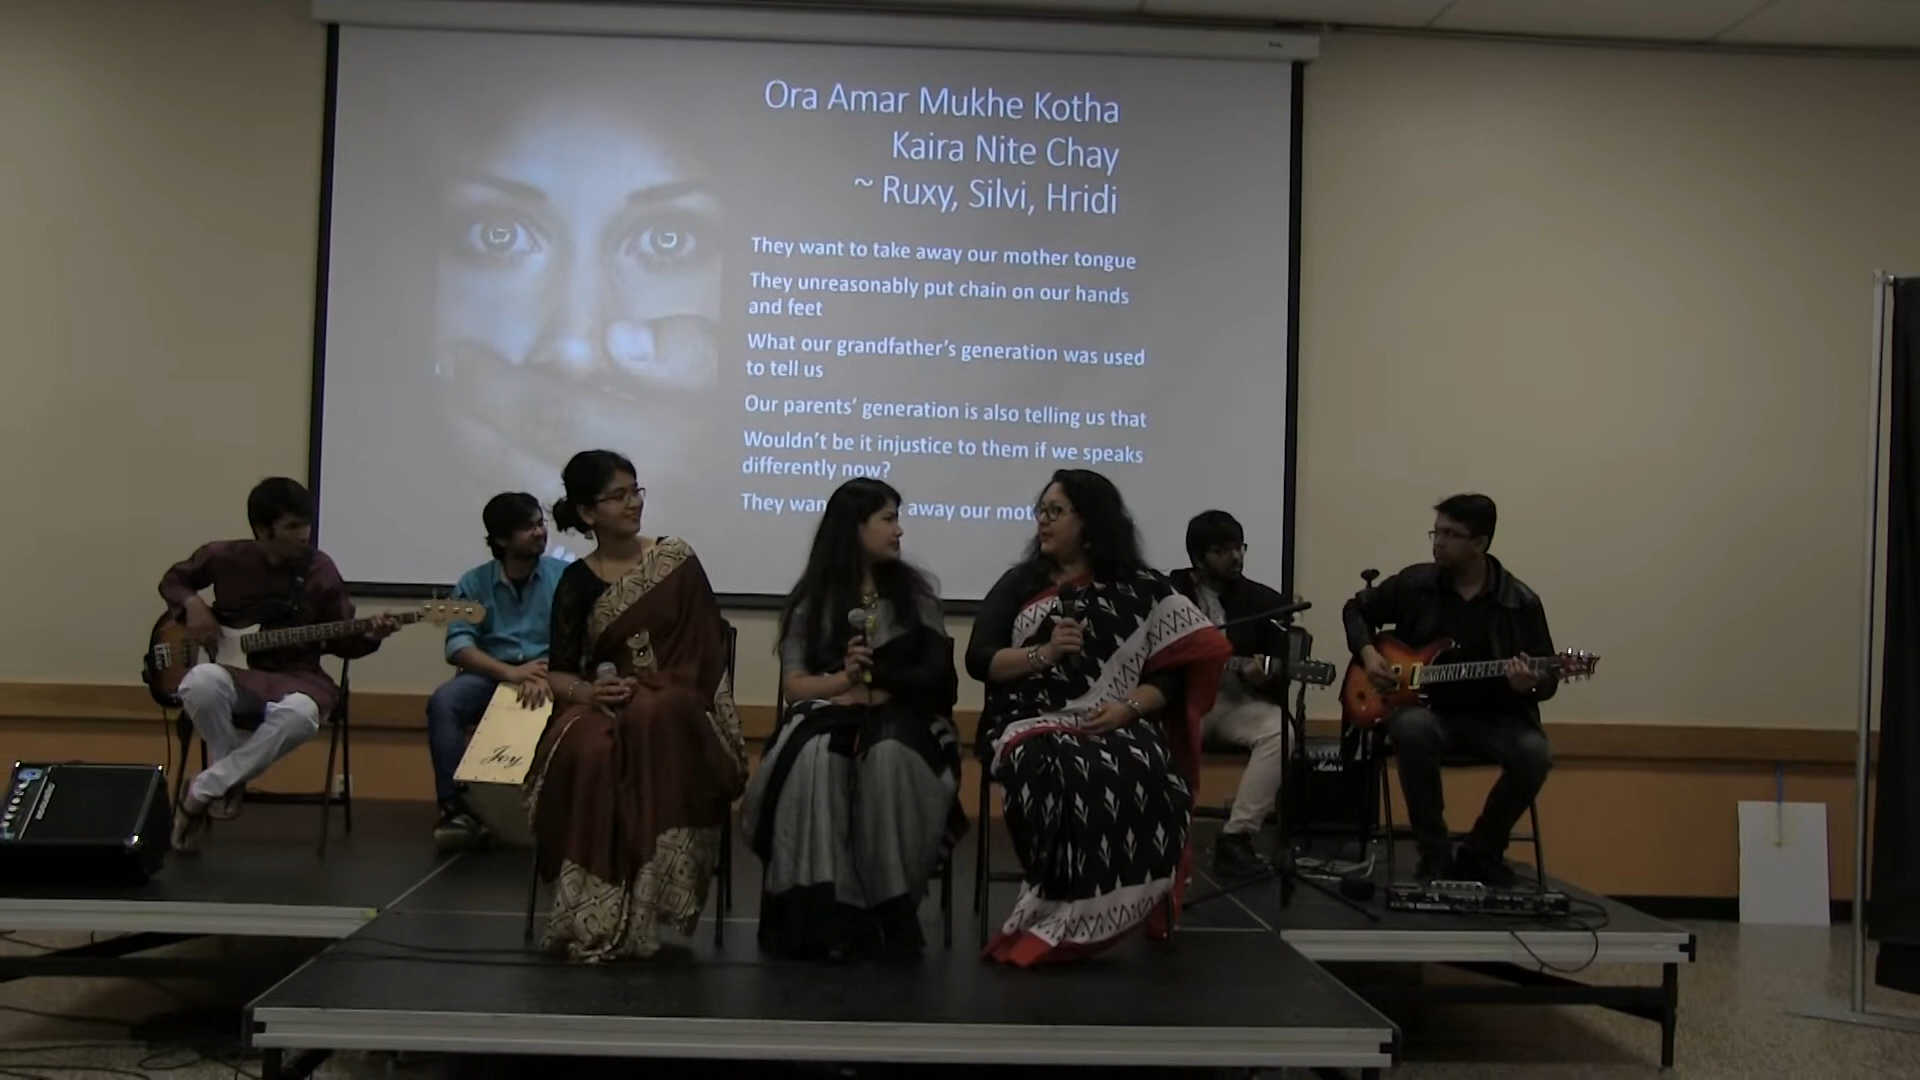 Ora Amar Mukhe Kotha
Kaira Nite Chay
~ Ruxy, Silvi, Hridi
They want to take away our mother tongue
They unreasonably put chain on our hands
and feet
What our grandfather's generation was used
to tell us
Our parents' generation is also telling us that
Wouldn't be it injustice to them if we speaks
differently now?
They wan away our mot